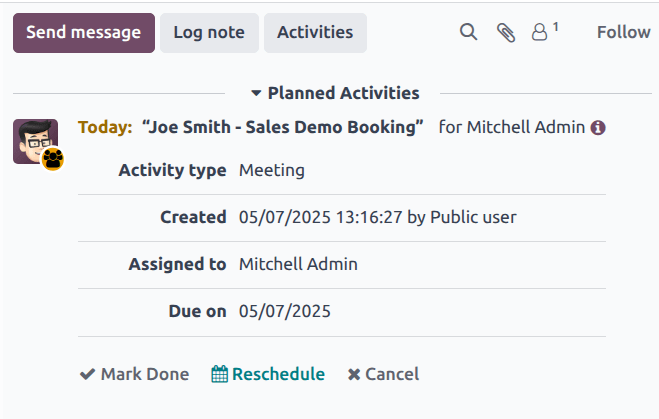 Send message Log note Activities 1 Follow
Planned Activities
Today: “Joe Smith - Sales Demo Booking” for Mitchell Admin
Activity type Meeting
Created 05/07/2025 13:16:27 by Public user
Assigned to Mitchell Admin
Due on 05/07/2025
Mark Done Reschedule Cancel